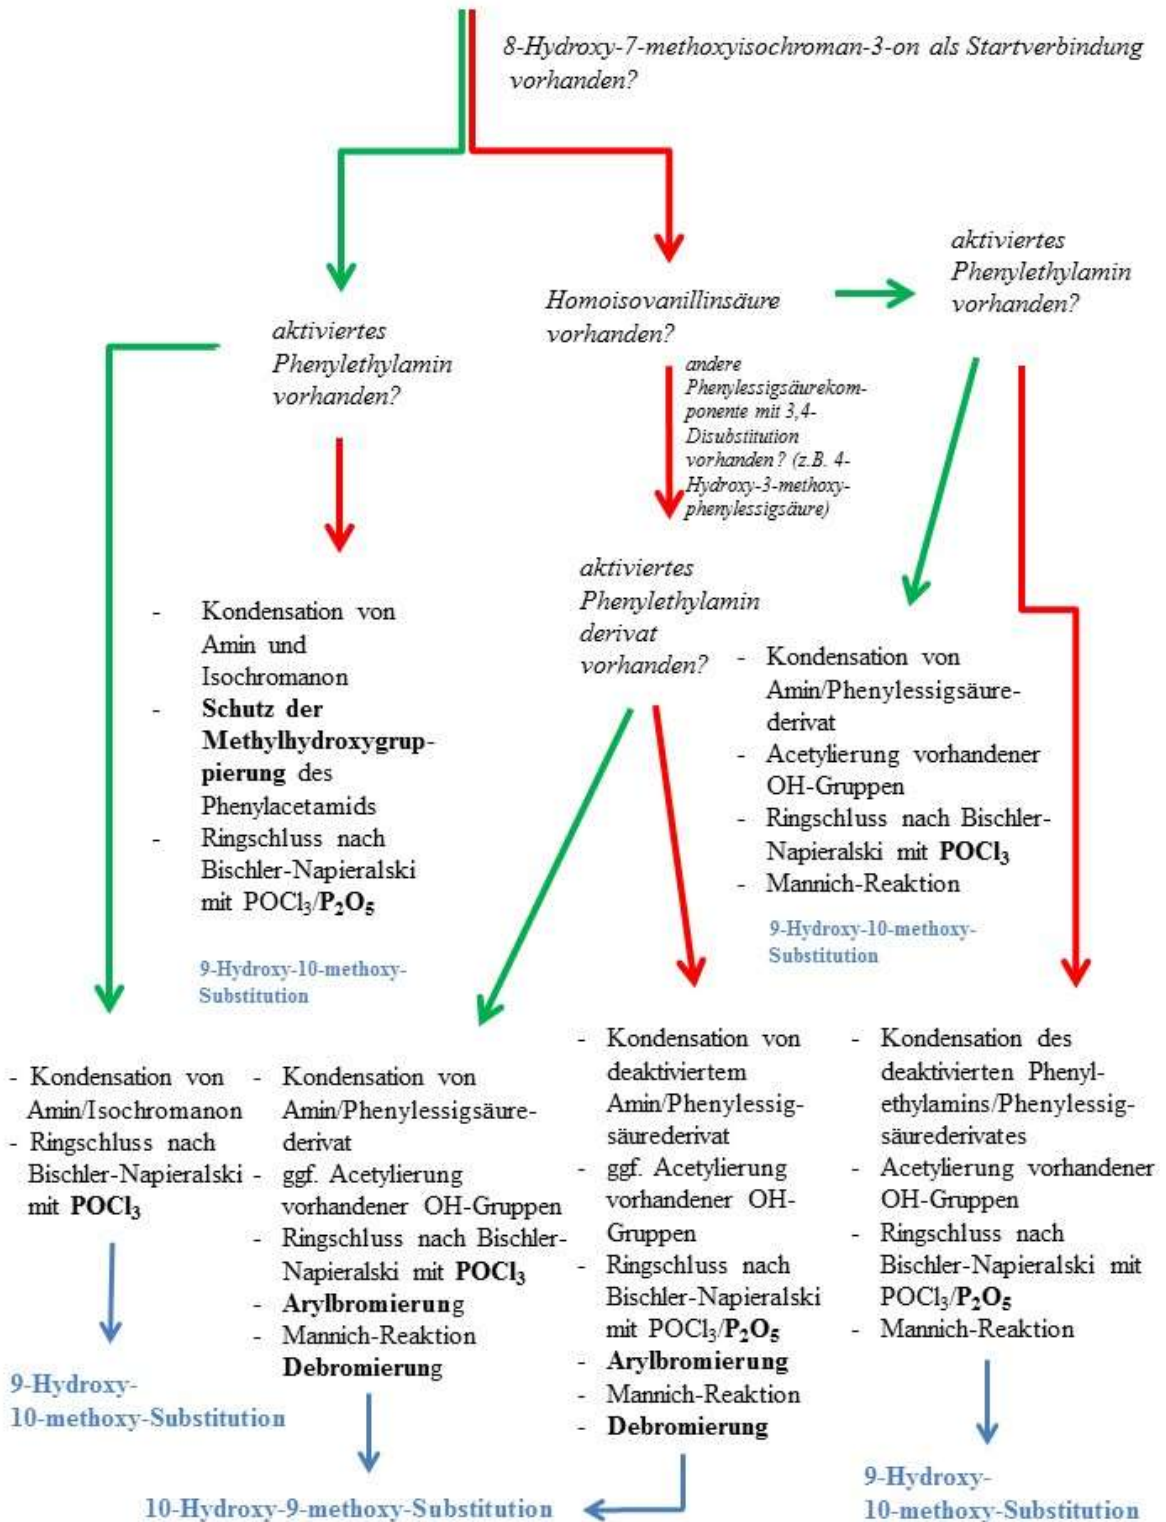 8-Hydroxy-7-methoxyisochroman-3-on als Startverbindung
vorhanden?
aktiviertes
Phenylethylamin
vorhanden?
Homoisovanillinsäure
vorhanden?
aktiviertes
Phenylethylamin
vorhanden?
andere
Phenylessigsäurekom-
ponente mit 3,4-
Disubstitution
vorhanden? (z.B. 4-
Hydroxy-3-methoxy-
phenylessigsäure)
aktiviertes
Phenylethylamin
derivat
vorhanden?
- Kondensation von
Amin und
Isochromanon
- Schutz der
Methylhydroxygrup-
pierung des
Phenylacetamids
- Ringschluss nach
Bischler-Napieralski
mit POCl₃/P₂O₅
9-Hydroxy-10-methoxy-
Substitution
- Kondensation von
Amin/Phenylessigsäure-
derivat
- Acetylierung vorhandener
OH-Gruppen
- Ringschluss nach Bischler-
Napieralski mit POCl₃
- Mannich-Reaktion
9-Hydroxy-10-methoxy-
Substitution
- Kondensation von
Amin/Isochromanon
- Ringschluss nach
Bischler-Napieralski
mit POCl₃
9-Hydroxy-
10-methoxy-Substitution
- Kondensation von
Amin/Phenylessigsäure-
derivat
- ggf. Acetylierung
vorhandener OH-Gruppen
- Ringschluss nach Bischler-
Napieralski mit POCl₃
- Arylbromierung
- Mannich-Reaktion
Debromierung
- Kondensation von
deaktiviertem
Amin/Phenylessig-
säurederivat
- ggf. Acetylierung
vorhandener OH-
Gruppen
- Ringschluss nach
Bischler-Napieralski
mit POCl₃/P₂O₅
- Arylbromierung
- Mannich-Reaktion
- Debromierung
10-Hydroxy-9-methoxy-Substitution
- Kondensation des
deaktivierten Phenyl-
ethylamins/Phenylessig-
säurederivates
- Acetylierung vorhandener
OH-Gruppen
- Ringschluss nach
Bischler-Napieralski mit
POCl₃/P₂O₅
- Mannich-Reaktion
9-Hydroxy-
10-methoxy-Substitution